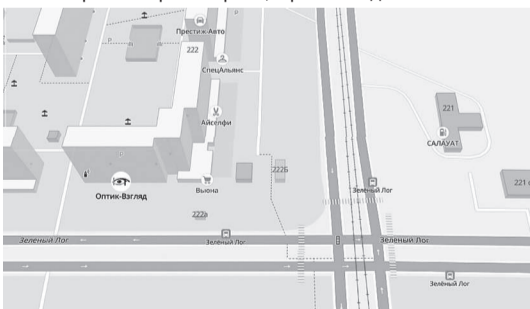 Престиж-Авто
222
СпецАльянс
221
Айселфи
САЛАУАТ
222Б
221
Оптик-Взгляд
Вьюна
Зелёный Лог
222а
Зеленый Лог
Зелёный Лог
Зеленый Лог
Зелёный Лог